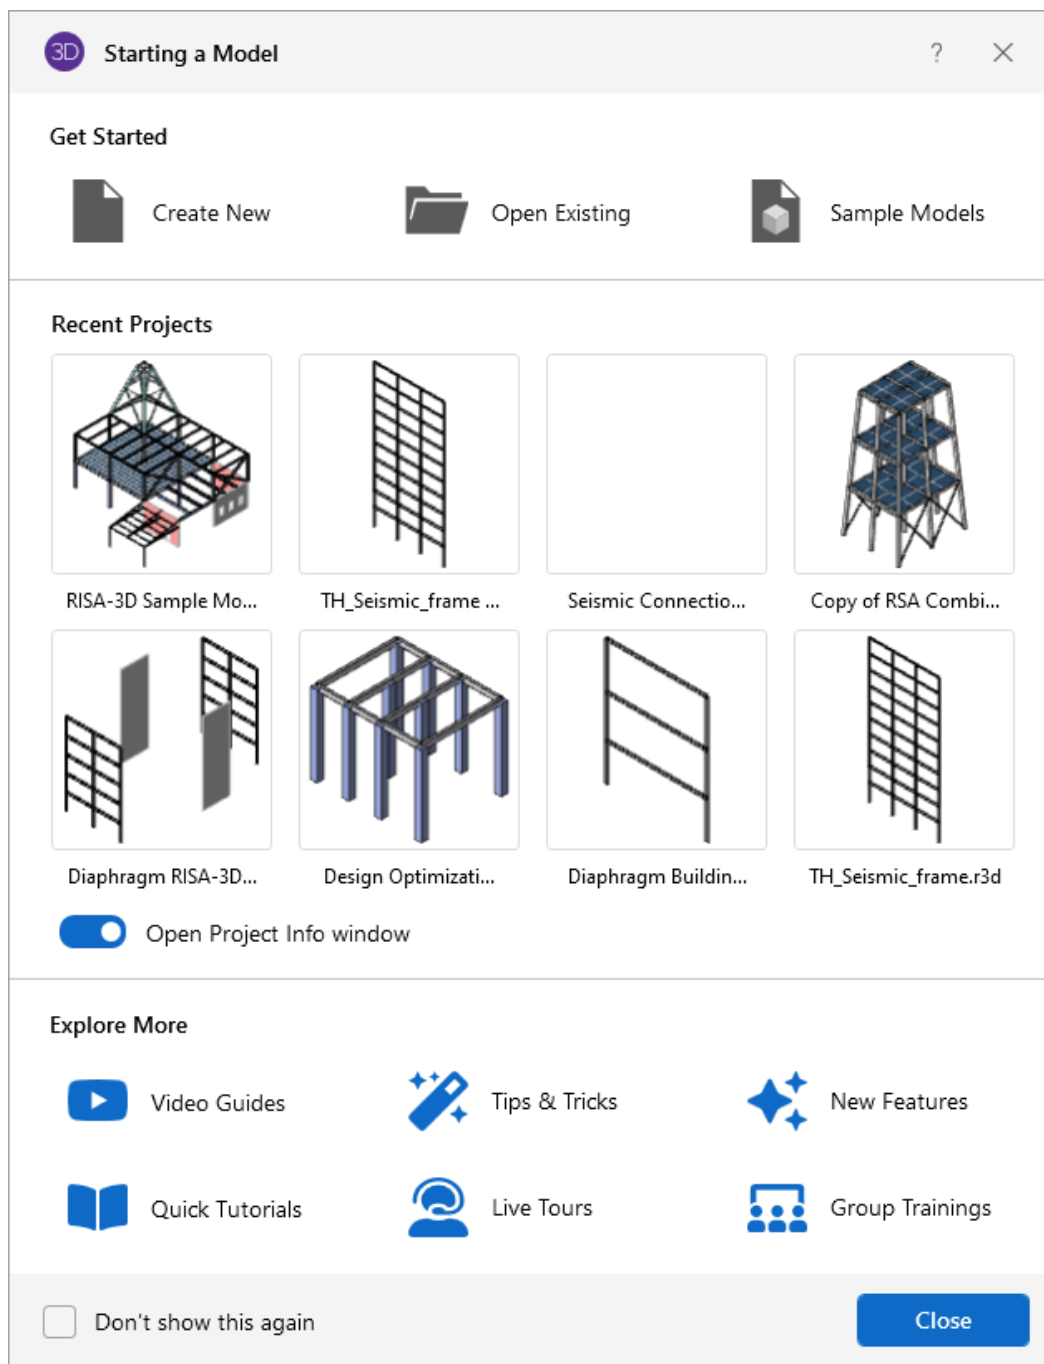 3D Starting a Model ?
Get Started
Create New Open Existing Sample Models
Recent Projects
RISA-3D Sample Mo... TH_Seismic_frame ... Seismic Connectio... Copy of RSA Combi...
Diaphragm RISA-3D... Design Optimizati... Diaphragm Buildin... TH_Seismic_frame.r3d
Open Project Info window
Explore More
Video Guides Tips & Tricks New Features
Quick Tutorials Live Tours Group Trainings
Don't show this again Close